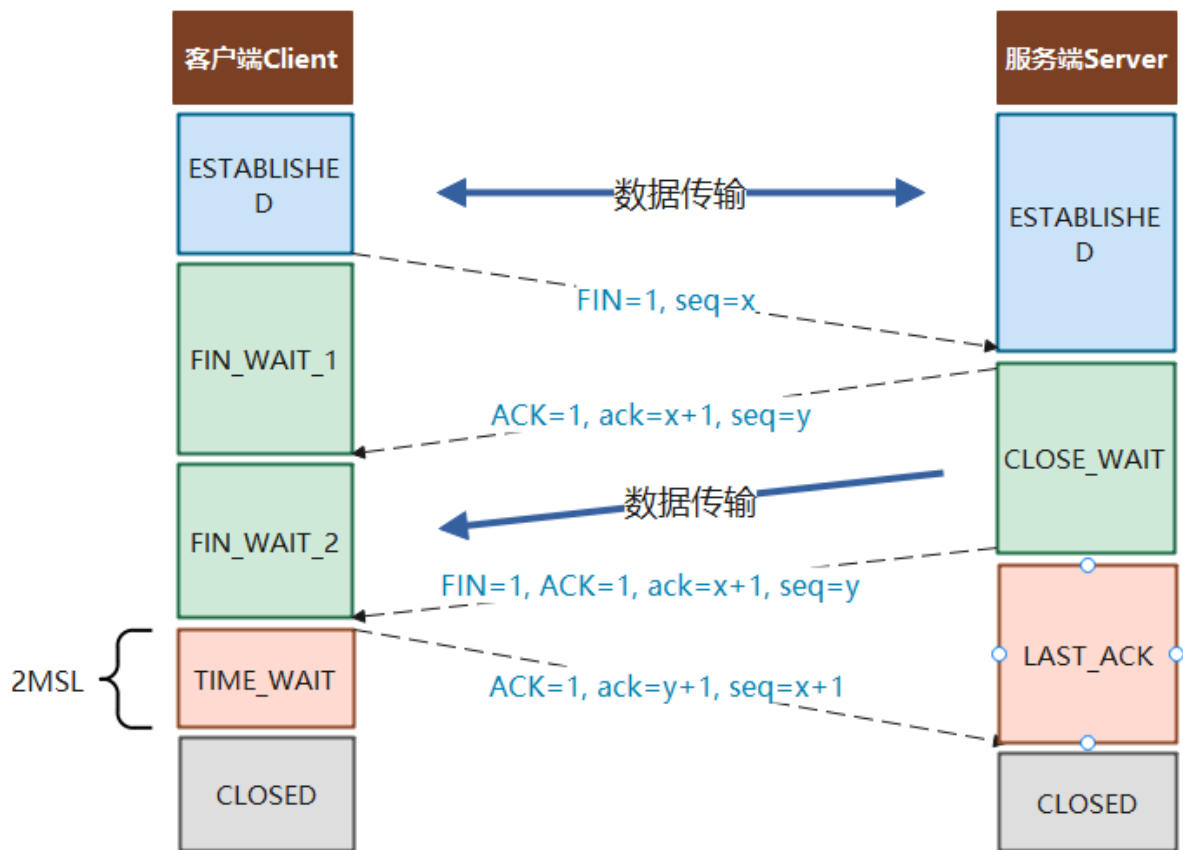 客户端Client
服务端Server
ESTABLISHE
D
数据传输
ESTABLISHE
D
FIN=1, seq=x
FIN_WAIT_1
ACK=1, ack=x+1, seq=y
CLOSE_WAIT
数据传输
FIN_WAIT_2
FIN=1, ACK=1, ack=x+1, seq=y
2MSL
TIME_WAIT
LAST_ACK
ACK=1, ack=y+1, seq=x+1
CLOSED
CLOSED